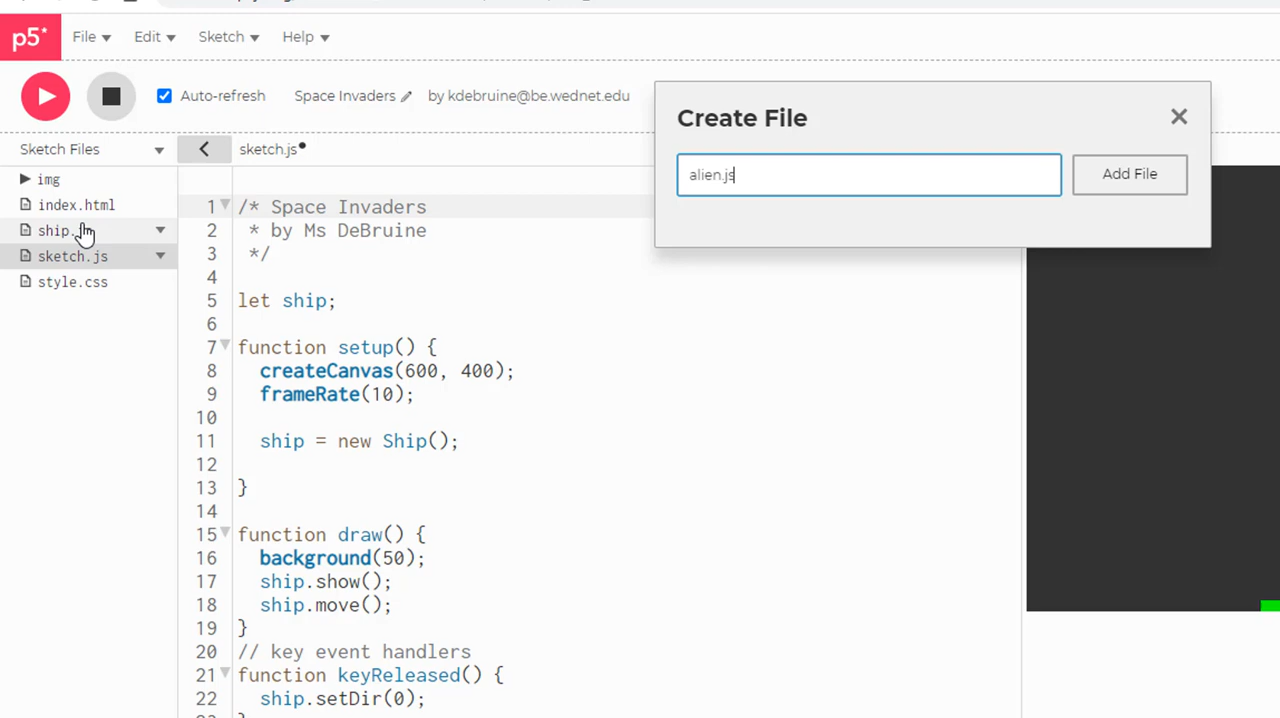 p5*
File
Edit
Sketch
Help
Auto-refresh
Space Invaders
by kdebruine@be.wednet.edu
Create File
alien.js
Add File
Sketch Files
sketch.js
img
index.html
ship.
sketch.js
style.css
1 /* Space Invaders
2 * by Ms DeBruine
3 */
4
5 let ship;
6
7 function setup() {
8 createCanvas(600, 400);
9 frameRate(10);
10
11 ship = new Ship();
12
13 }
14
15 function draw() {
16 background(50);
17 ship.show();
18 ship.move();
19 }
20 // key event handlers
21 function keyReleased() {
22 ship.setDir(0);